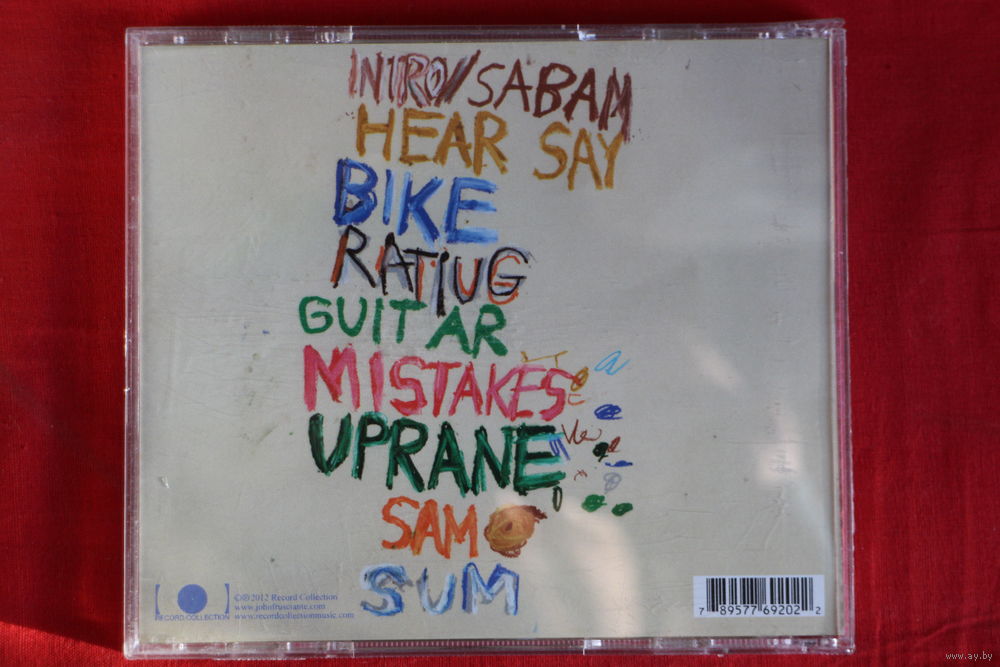 INTRO/SABAM
HEAR SAY
BIKE
RATIUG
GUITAR
MISTAKES
UPRANE
SAM
SUM
RECORD COLLECTION
©℗ 2012 Record Collection
www.johnfrusciante.com
www.recordcollectionmusic.com
7 89577 69202 2
www.ay.by